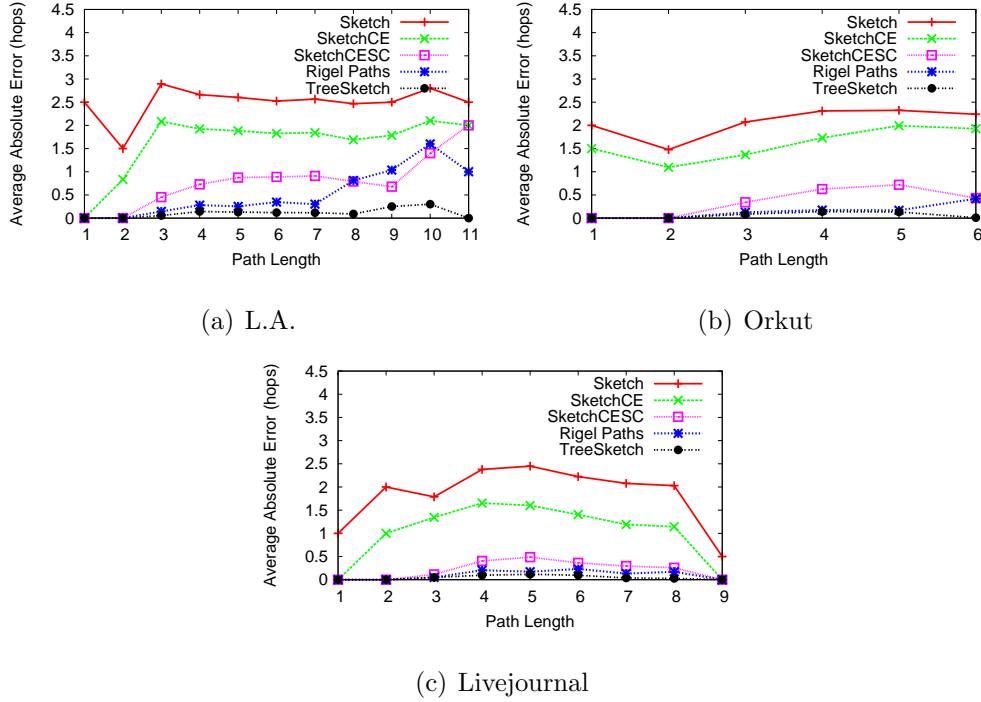 4.5
4
3.5
3
2.5
2
1.5
1
0.5
0
Average Absolute Error (hops)
Sketch
SketchCE
SketchCESC
Rigel Paths
TreeSketch
1 2 3 4 5 6 7 8 9 10 11
Path Length
(a) L.A.
4.5
4
3.5
3
2.5
2
1.5
1
0.5
0
Average Absolute Error (hops)
Sketch
SketchCE
SketchCESC
Rigel Paths
TreeSketch
1 2 3 4 5 6
Path Length
(b) Orkut
4.5
4
3.5
3
2.5
2
1.5
1
0.5
0
Average Absolute Error (hops)
Sketch
SketchCE
SketchCESC
Rigel Paths
TreeSketch
1 2 3 4 5 6 7 8 9
Path Length
(c) Livejournal